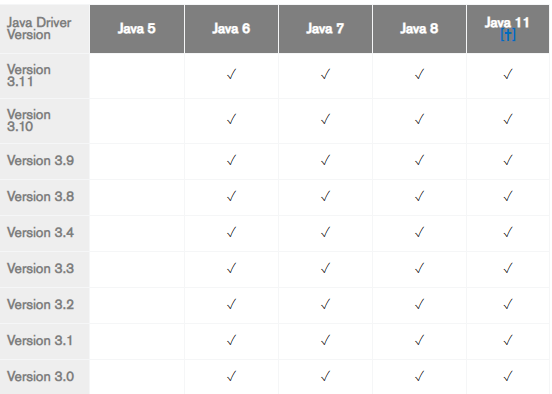 Java Driver
Version
Java 5 Java 6 Java 7 Java 8 Java 11
[†]
Version
3.11 ✓ ✓ ✓ ✓
Version
3.10 ✓ ✓ ✓ ✓
Version 3.9 ✓ ✓ ✓ ✓
Version 3.8 ✓ ✓ ✓ ✓
Version 3.4 ✓ ✓ ✓ ✓
Version 3.3 ✓ ✓ ✓ ✓
Version 3.2 ✓ ✓ ✓ ✓
Version 3.1 ✓ ✓ ✓ ✓
Version 3.0 ✓ ✓ ✓ ✓